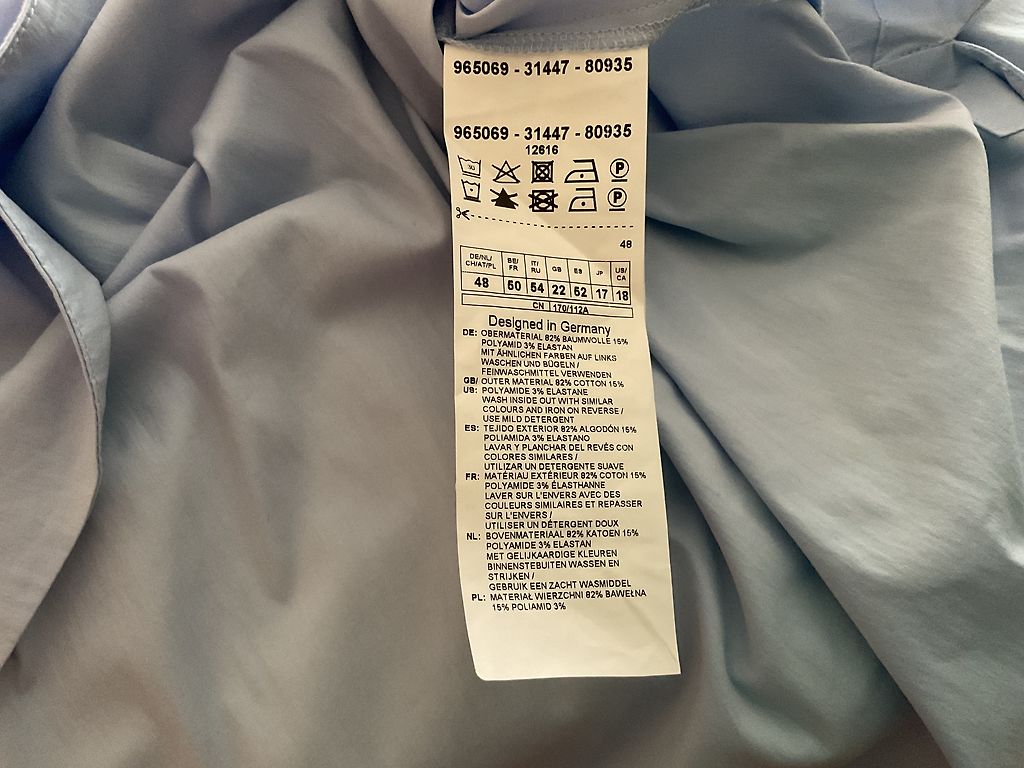 965069 - 31447 - 80935
965069 - 31447 - 80935
12616
30
P
P
48
DE/NL/ CH/AT/PL BE/ FR IT/ RU GB ES JP US/ CA
48 50 54 22 52 17 18
CN 170/112A
Designed in Germany
DE: OBERMATERIAL 82% BAUMWOLLE 15%
POLYAMID 3% ELASTAN
MIT ÄHNLICHEN FARBEN AUF LINKS
WASCHEN UND BÜGELN /
FEINWASCHMITTEL VERWENDEN
GB/ OUTER MATERIAL 82% COTTON 15%
US: POLYAMIDE 3% ELASTANE
WASH INSIDE OUT WITH SIMILAR
COLOURS AND IRON ON REVERSE /
USE MILD DETERGENT
ES: TEJIDO EXTERIOR 82% ALGODÓN 15%
POLIAMIDA 3% ELASTANO
LAVAR Y PLANCHAR DEL REVÉS CON
COLORES SIMILARES /
UTILIZAR UN DETERGENTE SUAVE
FR: MATÉRIAU EXTÉRIEUR 82% COTON 15%
POLYAMIDE 3% ÉLASTHANNE
LAVER SUR L'ENVERS AVEC DES
COULEURS SIMILAIRES ET REPASSER
SUR L'ENVERS /
UTILISER UN DÉTERGENT DOUX
NL: BOVENMATERIAAL 82% KATOEN 15%
POLYAMIDE 3% ELASTAN
MET GELIJKAARDIGE KLEUREN
BINNENSTEBUITEN WASSEN EN
STRIJKEN /
GEBRUIK EEN ZACHT WASMIDDEL
PL: MATERIAŁ WIERZCHNI 82% BAWEŁNA
15% POLIAMID 3%